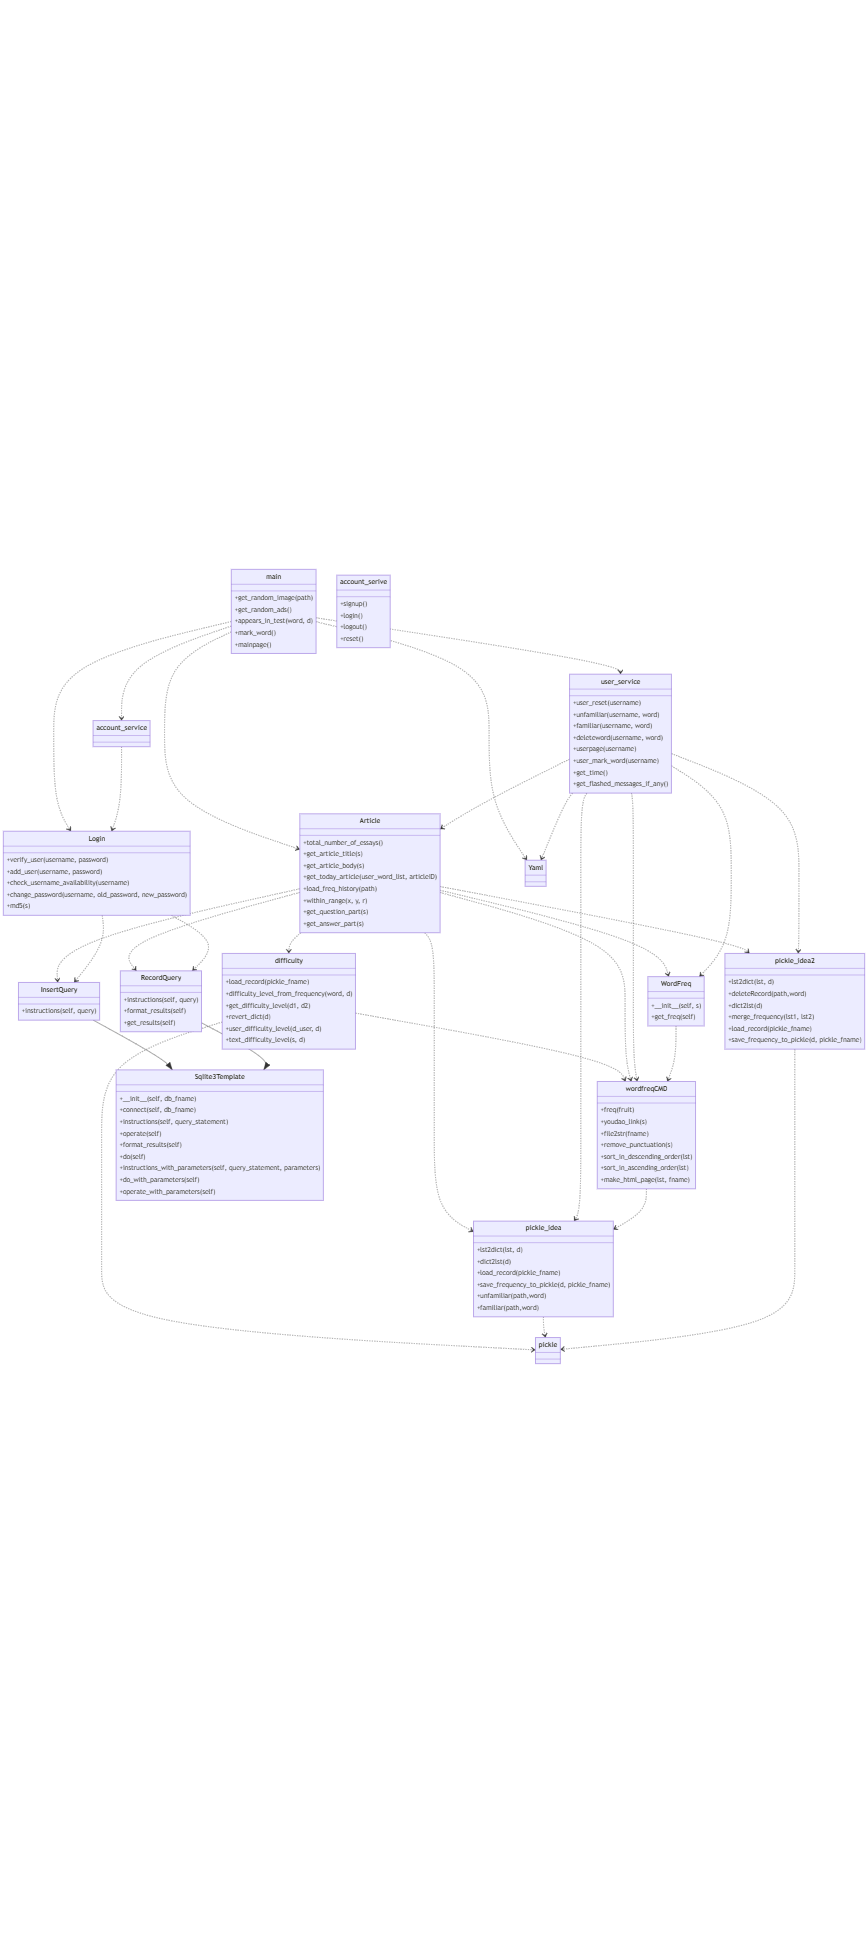 main
+get_random_image(path)
+get_random_ads()
+appears_in_test(word, d)
+mark_word()
+mainpage()
account_serive
+signup()
+login()
+logout()
+reset()
user_service
+user_reset(username)
+unfamiliar(username, word)
+familiar(username, word)
+deleteword(username, word)
+userpage(username)
+user_mark_word(username)
+get_time()
+get_flashed_messages_if_any()
account_service
Article
+total_number_of_essays()
+get_article_title(s)
+get_article_body(s)
+get_today_article(user_word_list, articleID)
+load_freq_history(path)
+within_range(x, y, r)
+get_question_part(s)
+get_answer_part(s)
Login
+verify_user(username, password)
+add_user(username, password)
+check_username_availability(username)
+change_password(username, old_password, new_password)
+md5(s)
Yaml
InsertQuery
+instructions(self, query)
RecordQuery
+instructions(self, query)
+format_results(self)
+get_results(self)
difficulty
+load_record(pickle_fname)
+difficulty_level_from_frequency(word, d)
+get_difficulty_level(d1, d2)
+revert_dict(d)
+user_difficulty_level(d_user, d)
+text_difficulty_level(s, d)
WordFreq
+__init__(self, s)
+get_freq(self)
pickle_idea2
+lst2dict(lst, d)
+deleteRecord(path,word)
+dict2lst(d)
+merge_frequency(lst1, lst2)
+load_record(pickle_fname)
+save_frequency_to_pickle(d, pickle_fname)
Sqlite3Template
+__init__(self, db_fname)
+connect(self, db_fname)
+instructions(self, query_statement)
+operate(self)
+format_results(self)
+do(self)
+instructions_with_parameters(self, query_statement, parameters)
+do_with_parameters(self)
+operate_with_parameters(self)
wordfreqCMD
+freq(fruit)
+youdao_link(s)
+file2str(fname)
+remove_punctuation(s)
+sort_in_descending_order(lst)
+sort_in_ascending_order(lst)
+make_html_page(lst, fname)
pickle_idea
+lst2dict(lst, d)
+dict2lst(d)
+load_record(pickle_fname)
+save_frequency_to_pickle(d, pickle_fname)
+unfamiliar(path,word)
+familiar(path,word)
pickle